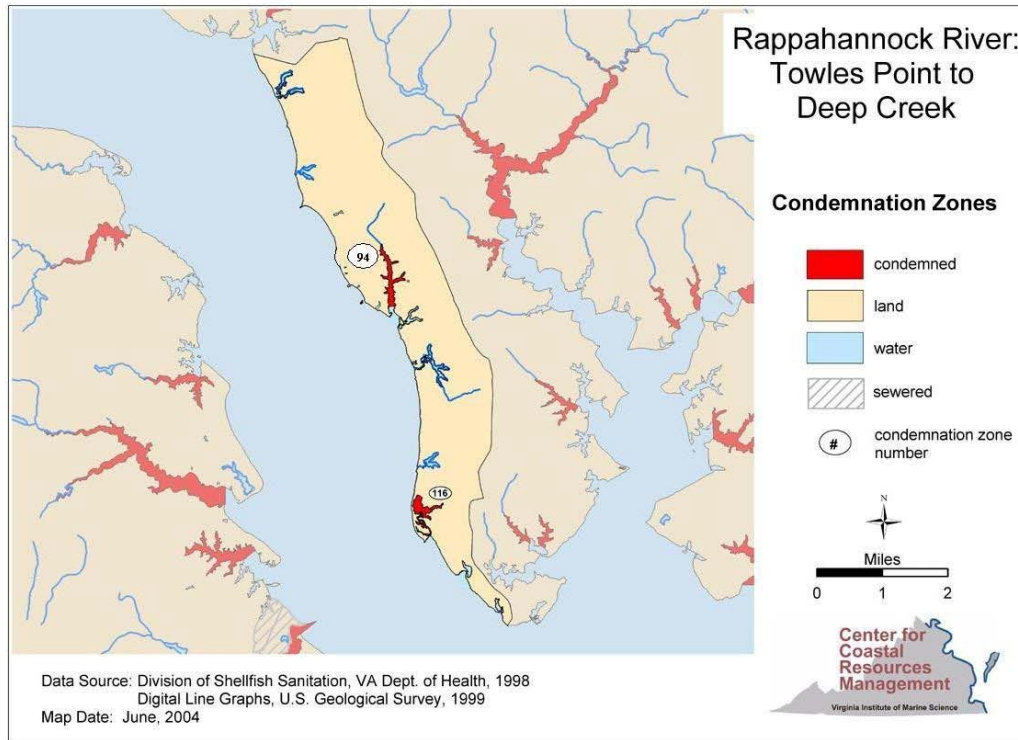 Rappahannock River:
Towles Point to
Deep Creek
Condemnation Zones
condemned
land
water
sewered
# condemnation zone
number
94
116
N
Miles
0 1 2
Center for
Coastal
Resources
Management
Virginia Institute of Marine Science
Data Source: Division of Shellfish Sanitation, VA Dept. of Health, 1998
Digital Line Graphs, U.S. Geological Survey, 1999
Map Date: June, 2004